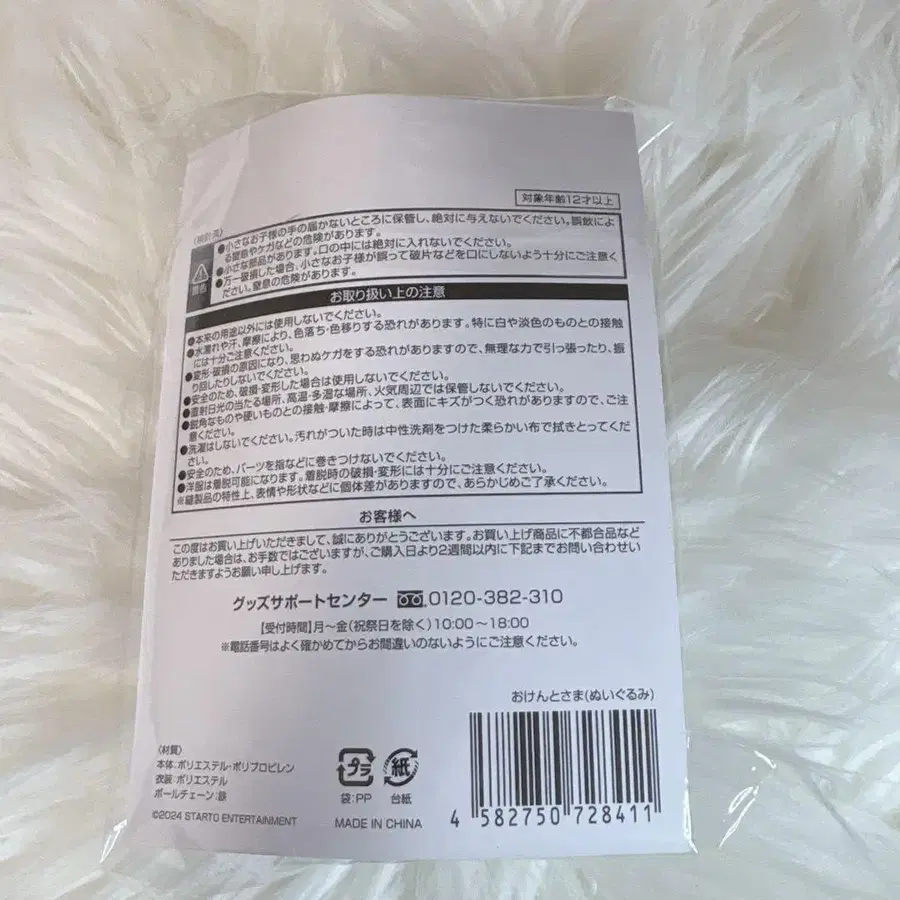 対象年齢12才以上
警告
●小さなお子様の手の届かないところに保管し、絶対に与えないでください。誤飲によ
る窒息やケガなどの危険があります。
●小さな部品があります。口の中には絶対に入れないでください。
●万一破損した場合、小さなお子様が誤って破片などを口にしないよう十分にご注意く
ださい。窒息の危険があります。
お取り扱い上の注意
●本来の用途以外には使用しないでください。
●水濡れや汗、摩擦により、色落ち・色移りする恐れがあります。特に白や淡色のものとの接触
には十分ご注意ください。
●変形・破損の原因になり、思わぬケガをする恐れがありますので、無理な力で引っ張ったり、振
り回したりしないでください。
●安全のため、破損・変形した場合は使用しないでください。
●直射日光の当たる場所、高温・多湿な場所、火気周辺では保管しないでください。
●鋭角なものや硬いものとの接触・摩擦によって、表面にキズがつく恐れがありますので、ご注
意ください。
●洗濯はしないでください。汚れがついた時は中性洗剤をつけた柔らかい布で拭きとってくだ
さい。
●安全のため、パーツを指などに巻きつけないでください。
●洋服は着脱可能になります。着脱時の破損・変形には十分にご注意ください。
※縫製品の特性上、表情や形状などに個体差がありますので、あらかじめご了承ください。
お客様へ
この度はお買い上げいただきまして、誠にありがとうございます。お買い上げ商品に不都合品など
ありました場合は、お手数ではございますが、ご購入日より2週間以内に下記までお問い合わせい
ただきますようお願い申し上げます。
グッズサポートセンター 0120-382-310
【受付時間】月〜金(祝祭日を除く)10:00〜18:00
※電話番号はよく確かめてからお間違いのないようにご注意ください。
おけんとさま(ぬいぐるみ)
〈材質〉
本体:ポリエステル・ポリプロピレン
衣装:ポリエステル
ボールチェーン:鉄
©2024 STARTO ENTERTAINMENT
プラ
袋:PP
紙
台紙
MADE IN CHINA
4 582750 728411